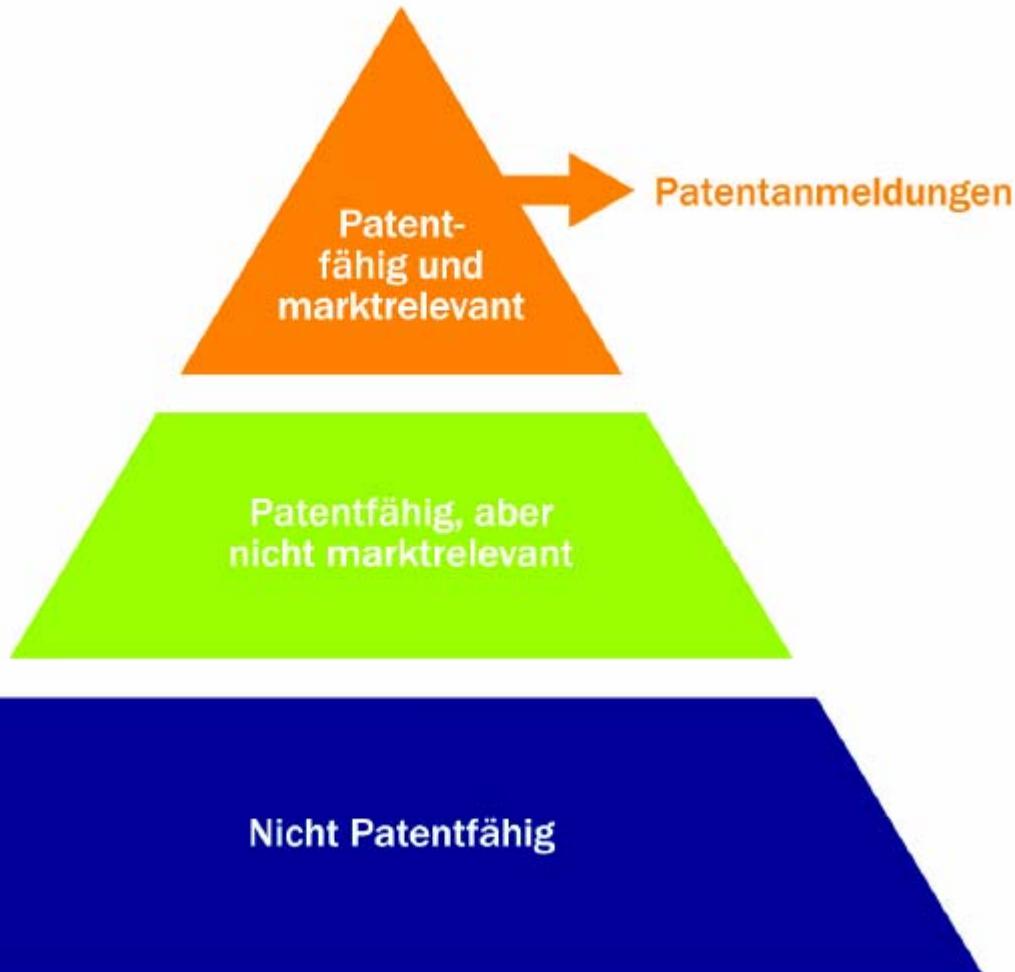 Patent-
fähig und
marktrelevant
Patentanmeldungen
Patentfähig, aber
nicht marktrelevant
Nicht Patentfähig